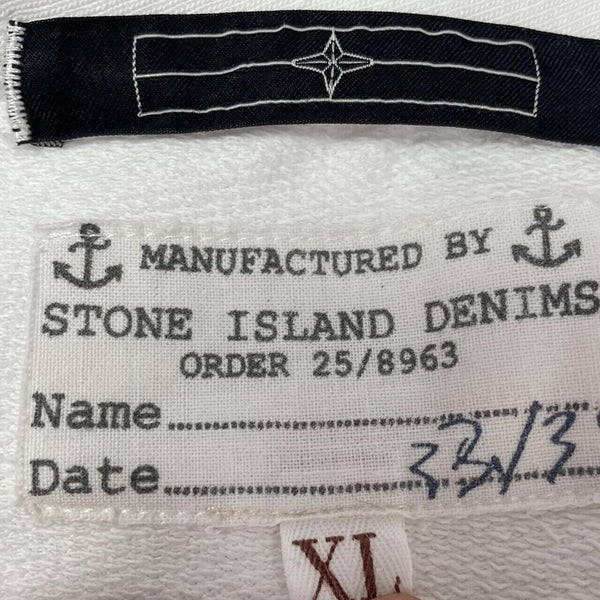 MANUFACTURED BY
STONE ISLAND DENIMS
ORDER 25/8963
Name
Date
XL